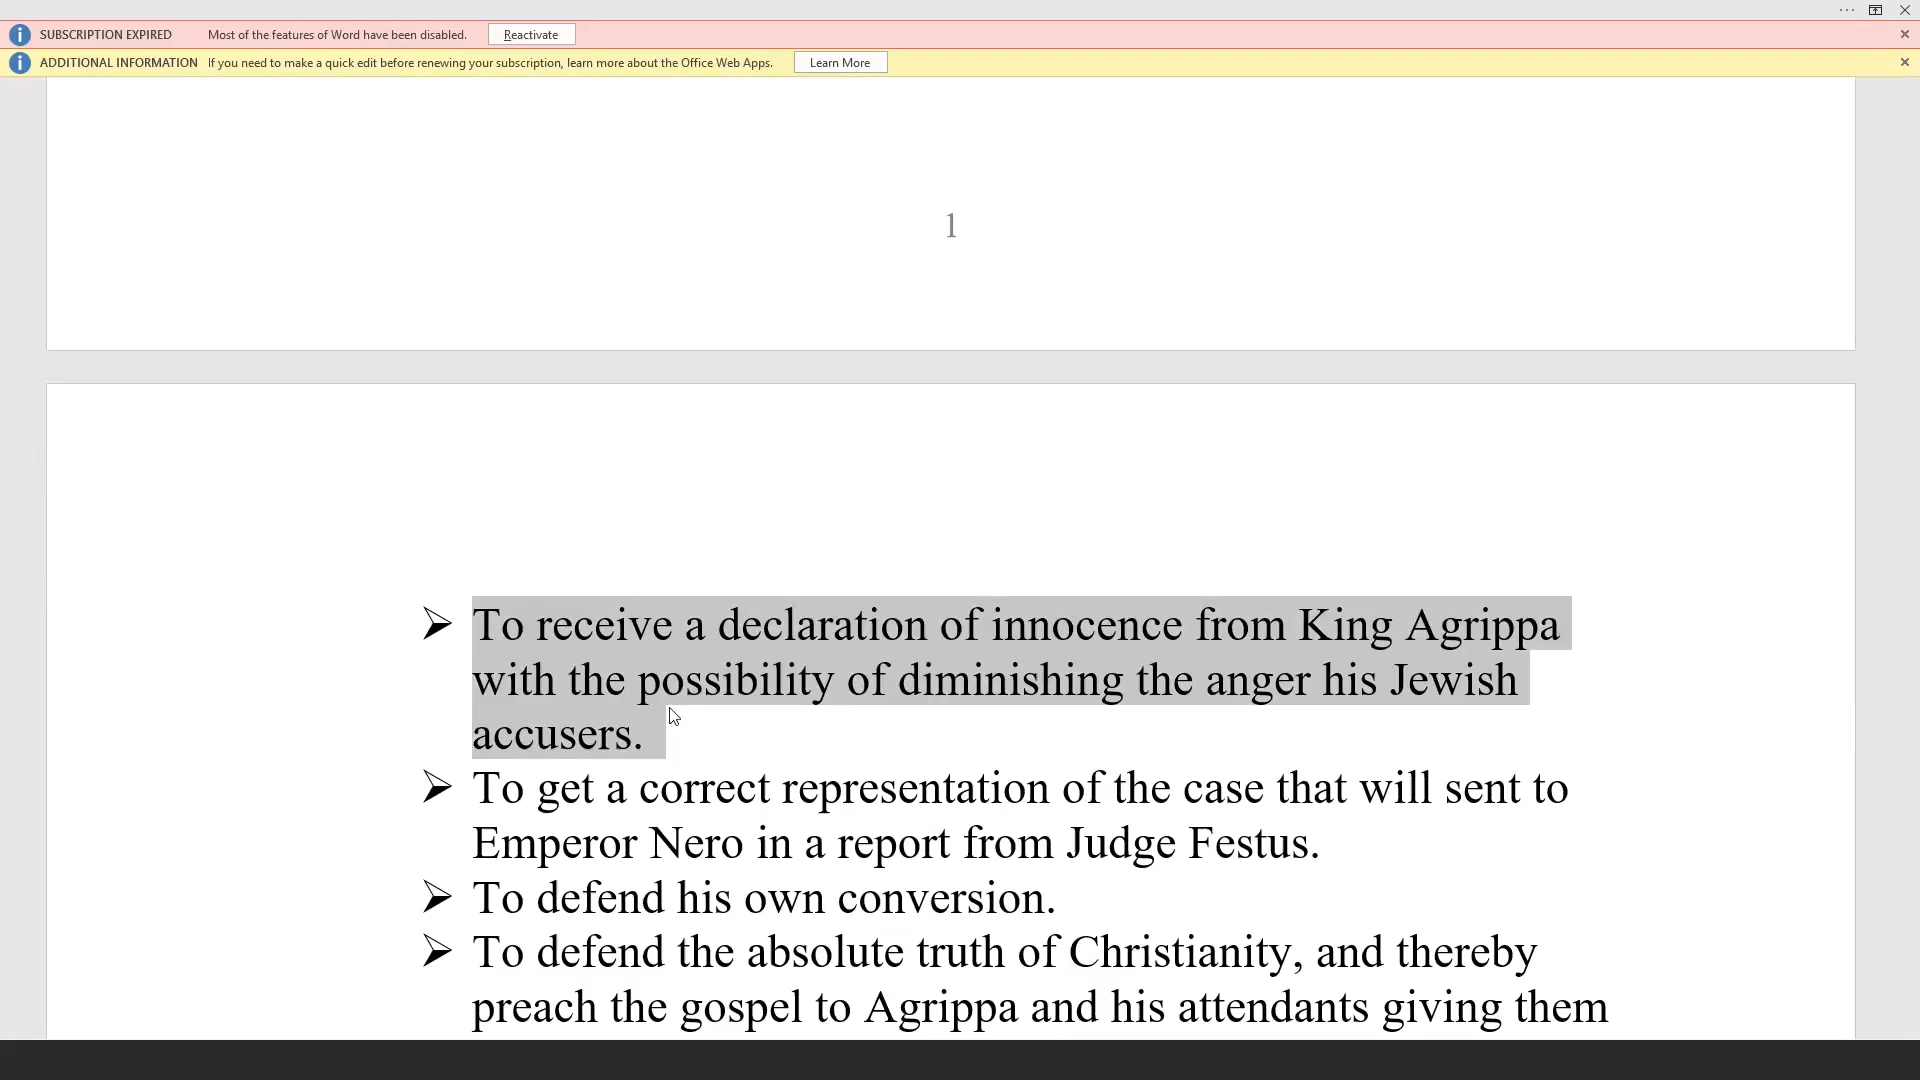 SUBSCRIPTION EXPIRED Most of the features of Word have been disabled. Reactivate
ADDITIONAL INFORMATION If you need to make a quick edit before renewing your subscription, learn more about the Office Web Apps. Learn More
1
➢ To receive a declaration of innocence from King Agrippa
with the possibility of diminishing the anger his Jewish
accusers.
➢ To get a correct representation of the case that will sent to
Emperor Nero in a report from Judge Festus.
➢ To defend his own conversion.
➢ To defend the absolute truth of Christianity, and thereby
preach the gospel to Agrippa and his attendants giving them